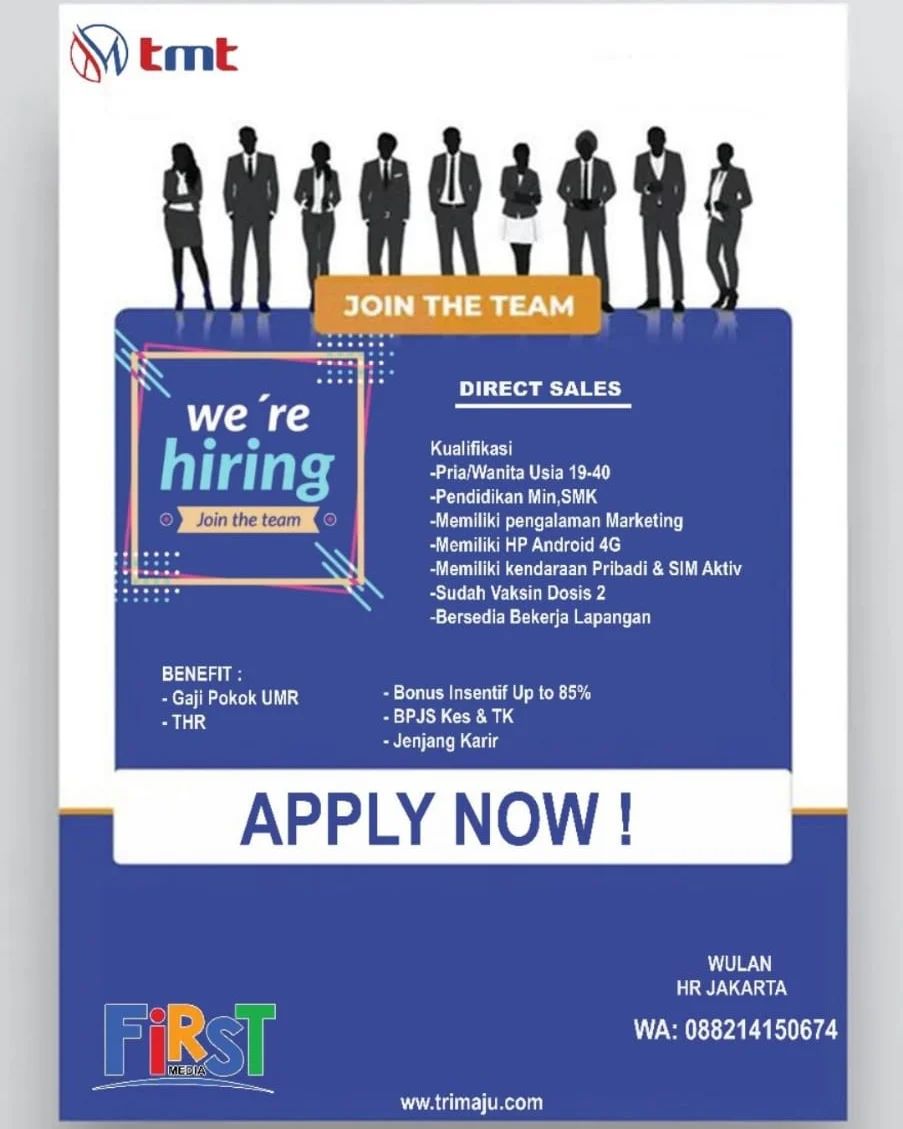 tmt
JOIN THE TEAM
we´re
hiring
Join the team
DIRECT SALES
Kualifikasi
-Pria/Wanita Usia 19-40
-Pendidikan Min,SMK
-Memiliki pengalaman Marketing
-Memiliki HP Android 4G
-Memiliki kendaraan Pribadi & SIM Aktiv
-Sudah Vaksin Dosis 2
-Bersedia Bekerja Lapangan
BENEFIT :
- Gaji Pokok UMR
- THR
- Bonus Insentif Up to 85%
- BPJS Kes & TK
- Jenjang Karir
APPLY NOW !
WULAN
HR JAKARTA
WA: 088214150674
FiRST
MEDIA
ww.trimaju.com